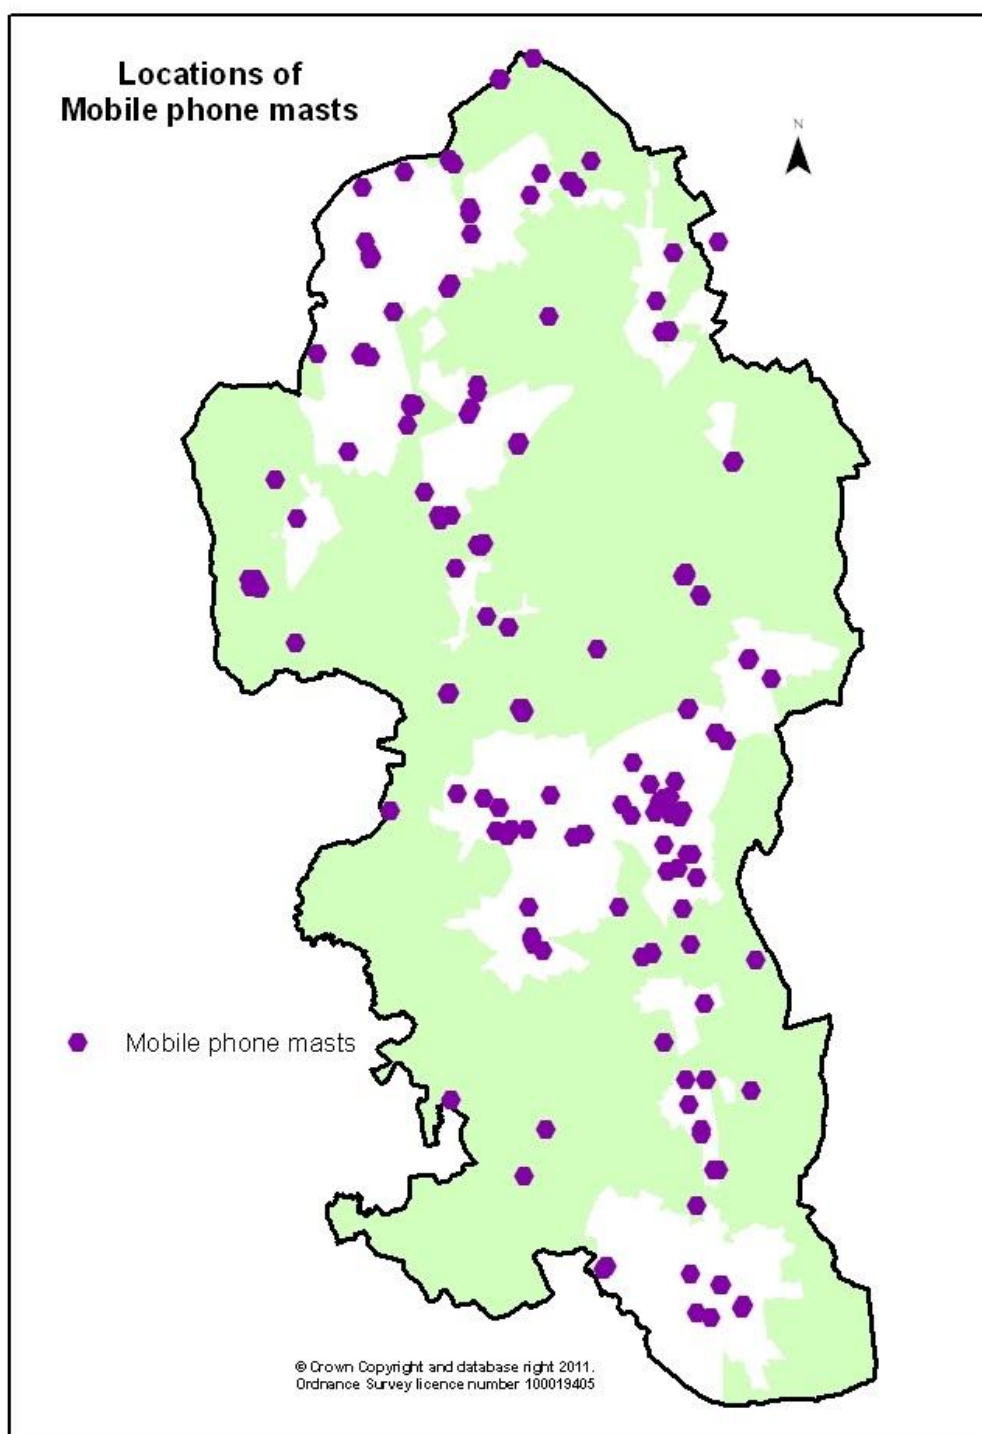 Locations of
Mobile phone masts
N
Mobile phone masts
© Crown Copyright and database right 2011.
Ordnance Survey licence number 100019405